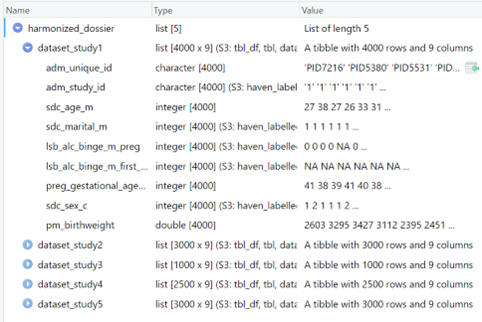 Name Type Value
harmonized_dossier list [5] List of length 5
dataset_study1 list [4000 x 9] (S3: tbl_df, tbl, data A tibble with 4000 rows and 9 columns
adm_unique_id character [4000] 'PID7216' 'PID5380' 'PID5531' 'PID...
adm_study_id character [4000] (S3: haven_labelled '1' '1' '1' '1' '1' '1' ...
sdc_age_m integer [4000] 27 38 27 26 33 31 ...
sdc_marital_m integer [4000] (S3: haven_labelled 1 1 1 1 1 1 ...
lsb_alc_binge_m_preg integer [4000] (S3: haven_labelled 0 0 0 0 NA 0 ...
lsb_alc_binge_m_first_... integer [4000] (S3: haven_labelled NA NA NA NA NA NA ...
preg_gestational_age... integer [4000] 41 38 39 41 40 38 ...
sdc_sex_c integer [4000] (S3: haven_labelled 1 2 1 1 1 2 ...
pm_birthweight double [4000] 2603 3295 3427 3112 2395 2451 ...
dataset_study2 list [3000 x 9] (S3: tbl_df, tbl, data A tibble with 3000 rows and 9 columns
dataset_study3 list [1000 x 9] (S3: tbl_df, tbl, data A tibble with 1000 rows and 9 columns
dataset_study4 list [2500 x 9] (S3: tbl_df, tbl, data A tibble with 2500 rows and 9 columns
dataset_study5 list [3000 x 9] (S3: tbl_df, tbl, data A tibble with 3000 rows and 9 columns